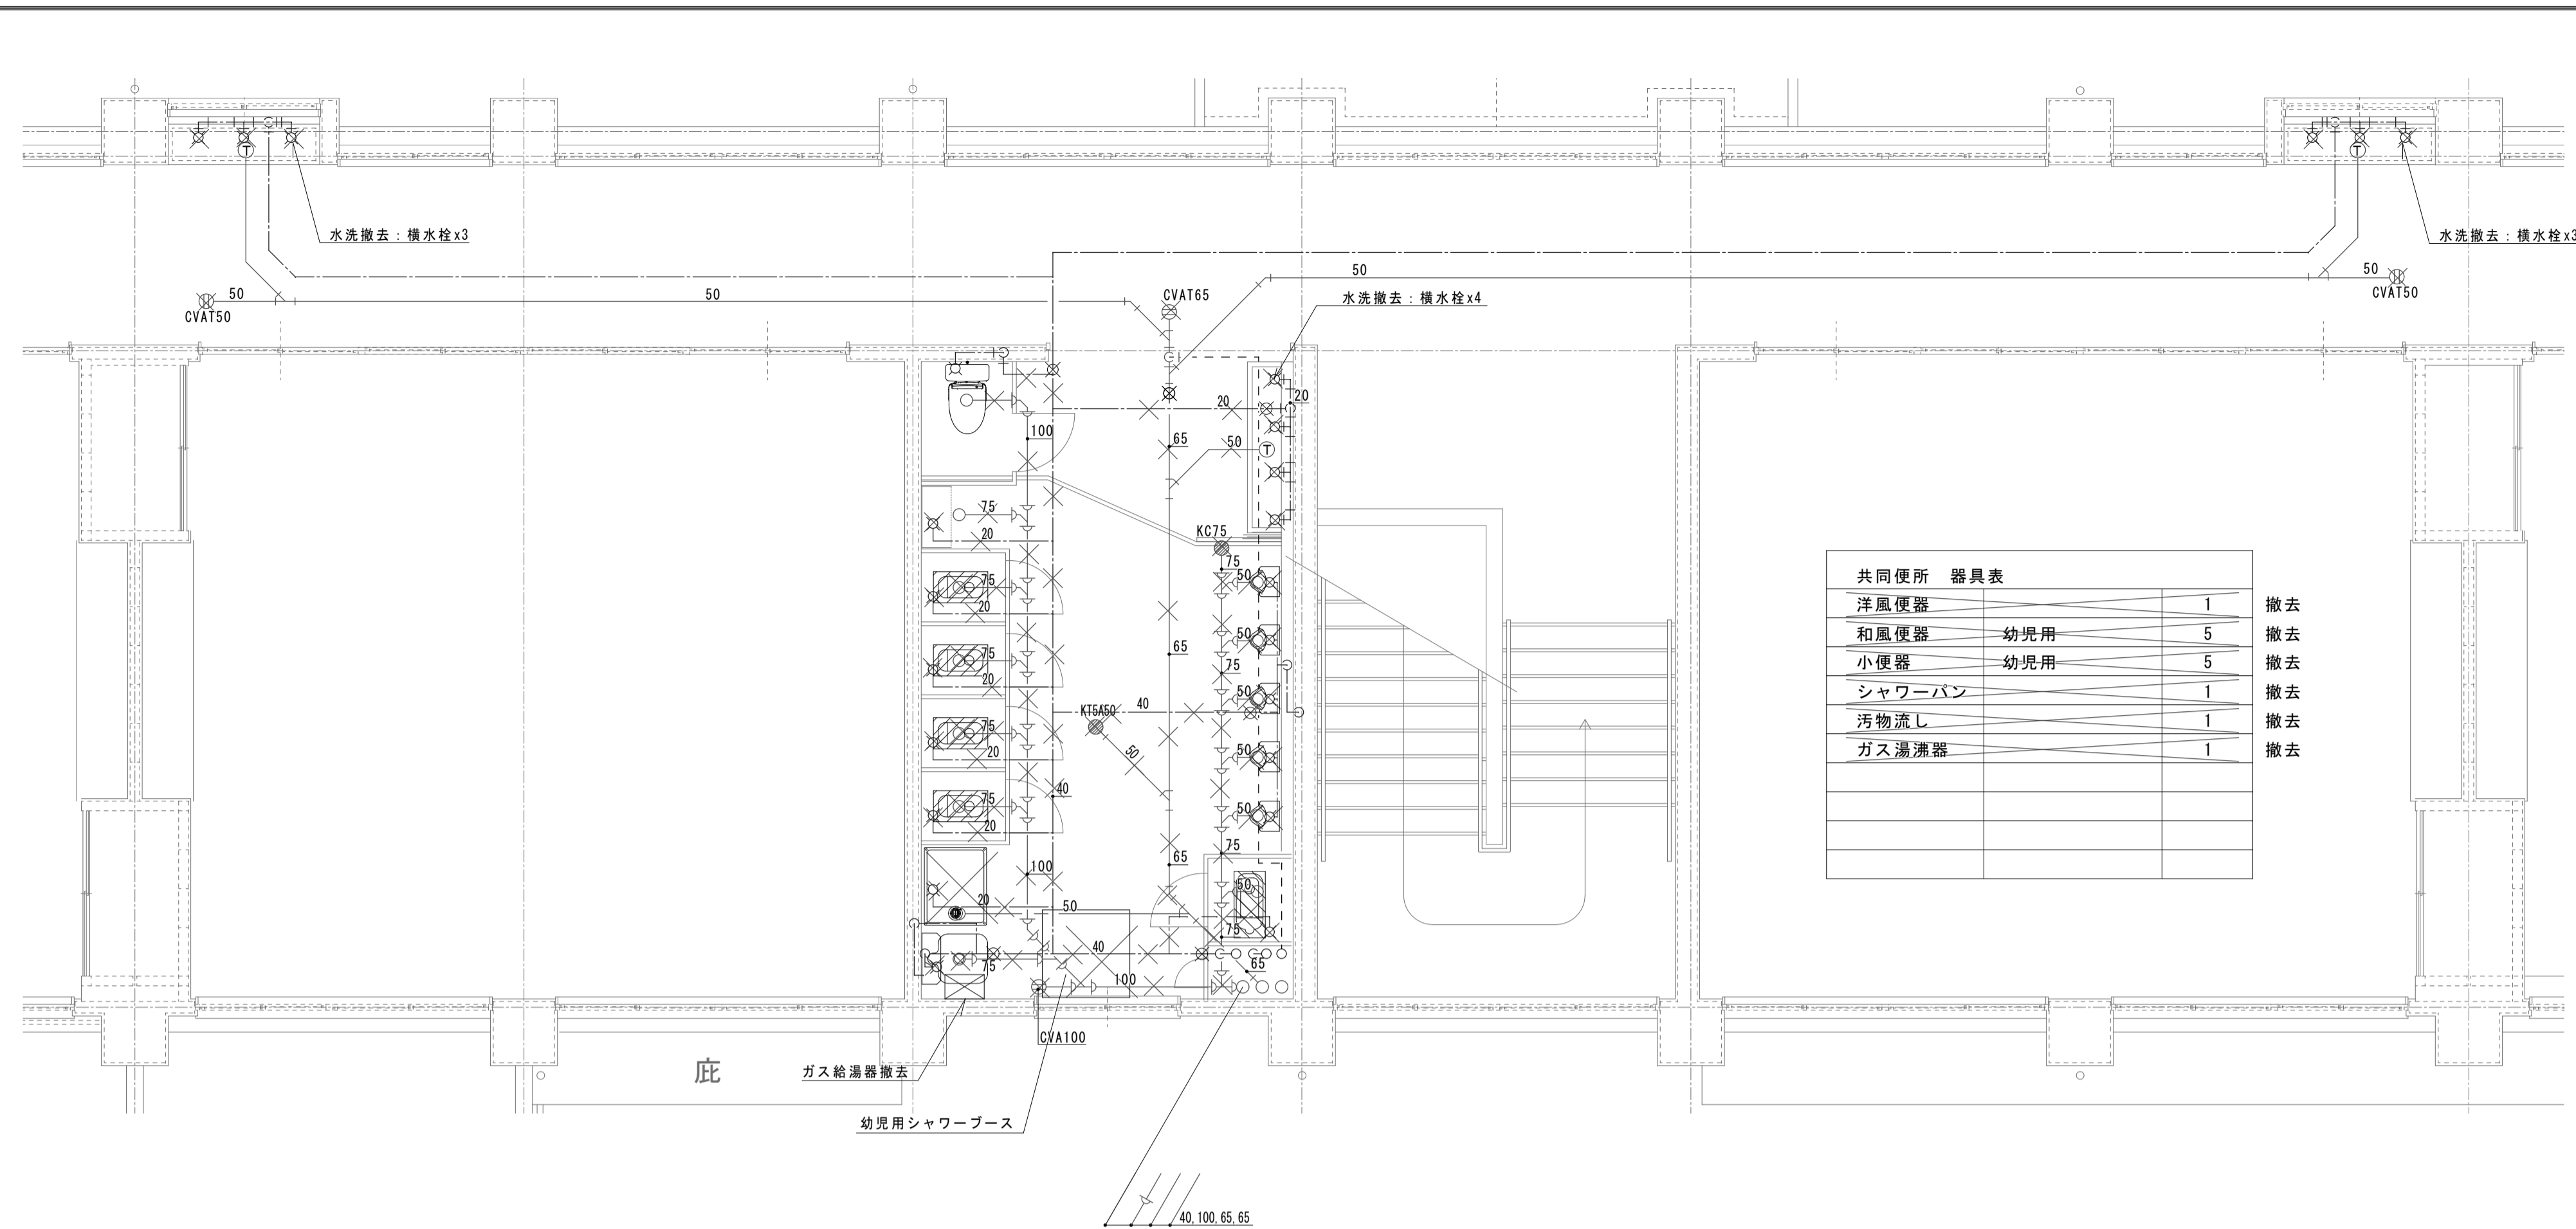 水洗撤去：横水栓x3
水洗撤去：横水栓x3
50
50
CVAT50
50
CVAT65
50
CVAT50
水洗撤去：横水栓x4
20
20
100
65
50
75
20
KC75
75
75
50
20
75
50
65
75
20
75
50
KT5A50
40
75
50
20
50
40
75
50
20
75
65
100
50
20
50
75
40
75
100
65
CVA100
ガス給湯器撤去
庇
幼児用シャワーブース
40,100,65,65
共同便所 器具表
洋風便器 1 撤去
和風便器 幼児用 5 撤去
小便器 幼児用 5 撤去
シャワーパン 1 撤去
汚物流し 1 撤去
ガス湯沸器 1 撤去